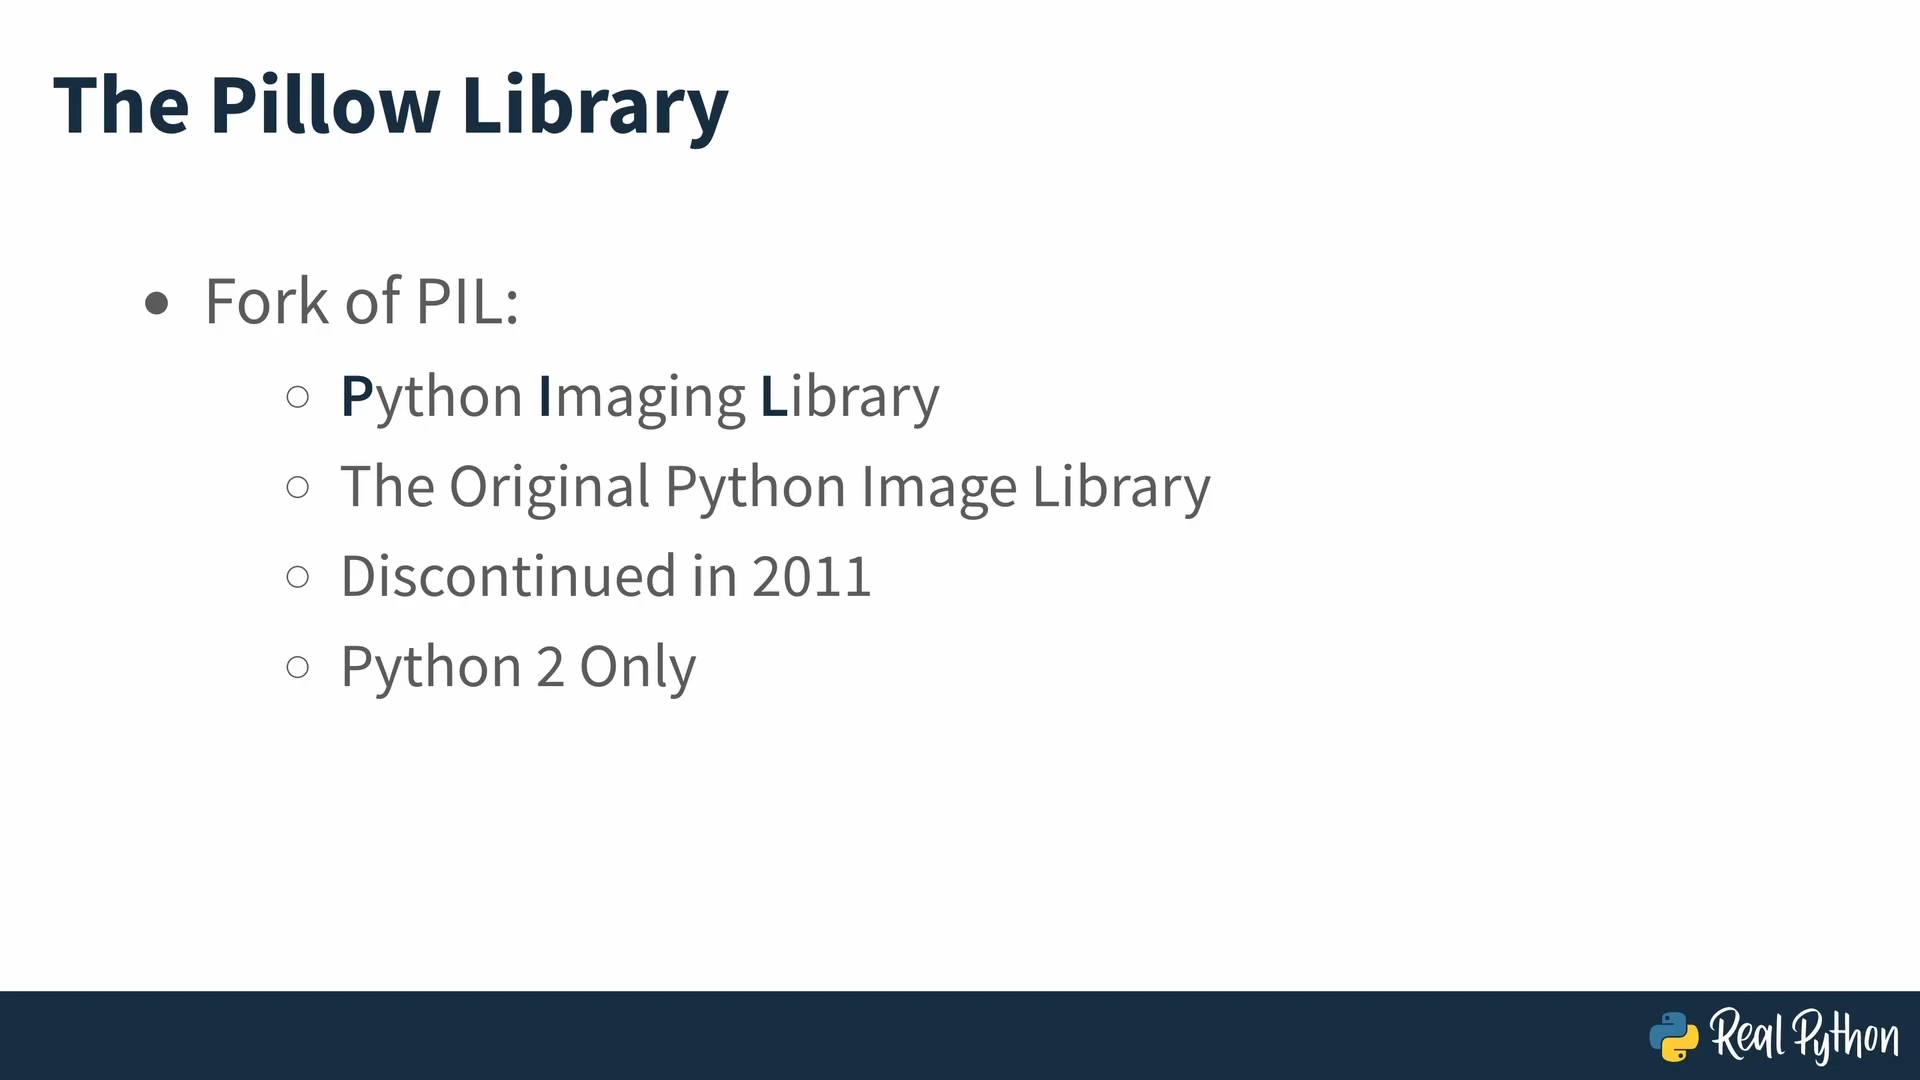 The Pillow Library
• Fork of PIL:
○ Python Imaging Library
○ The Original Python Image Library
○ Discontinued in 2011
○ Python 2 Only
Real Python